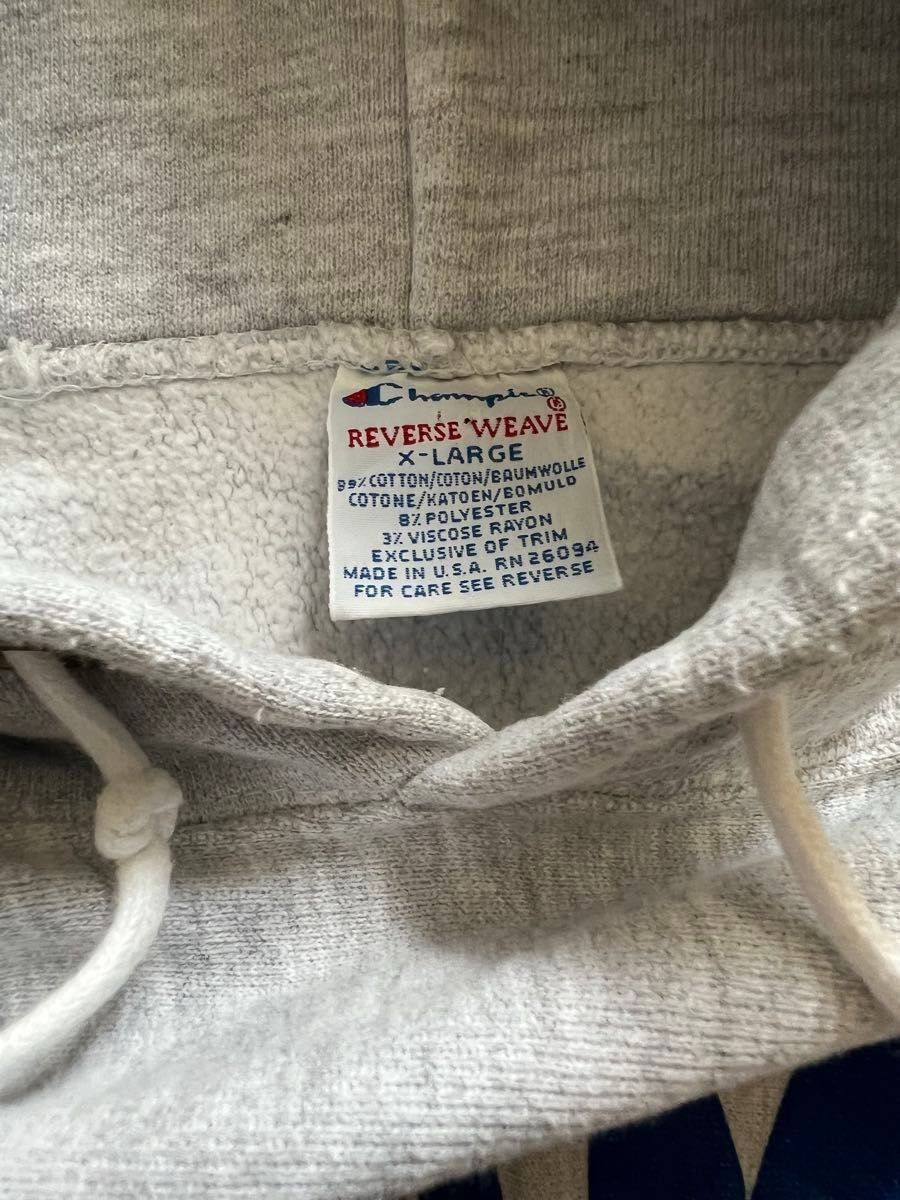 Champion®
REVERSE WEAVE®
X-LARGE
89% COTTON/COTON/BAUMWOLLE
COTONE/KATOEN/BOMULD
8% POLYESTER
3% VISCOSE RAYON
EXCLUSIVE OF TRIM
MADE IN U.S.A. RN 26094
FOR CARE SEE REVERSE